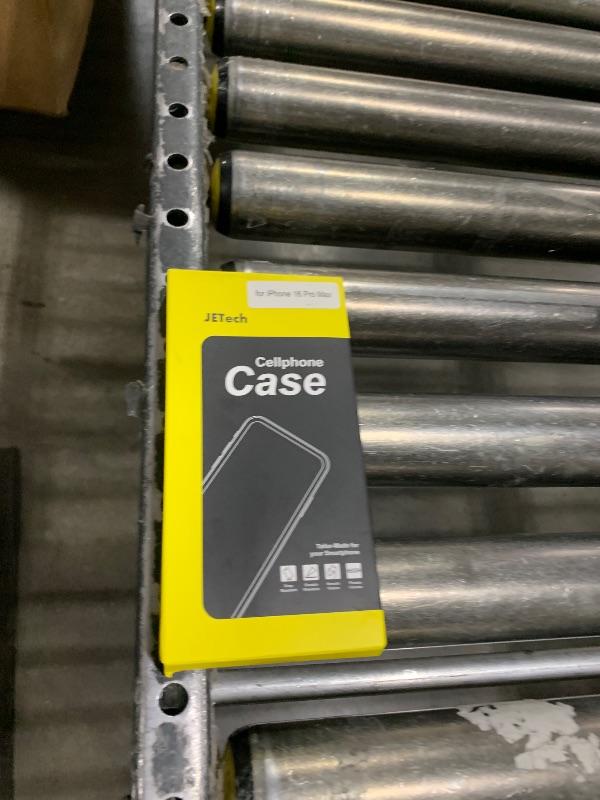 for iPhone 16 Pro Max
JETech
Cellphone
Case
Tailor-Made for
your Smartphone